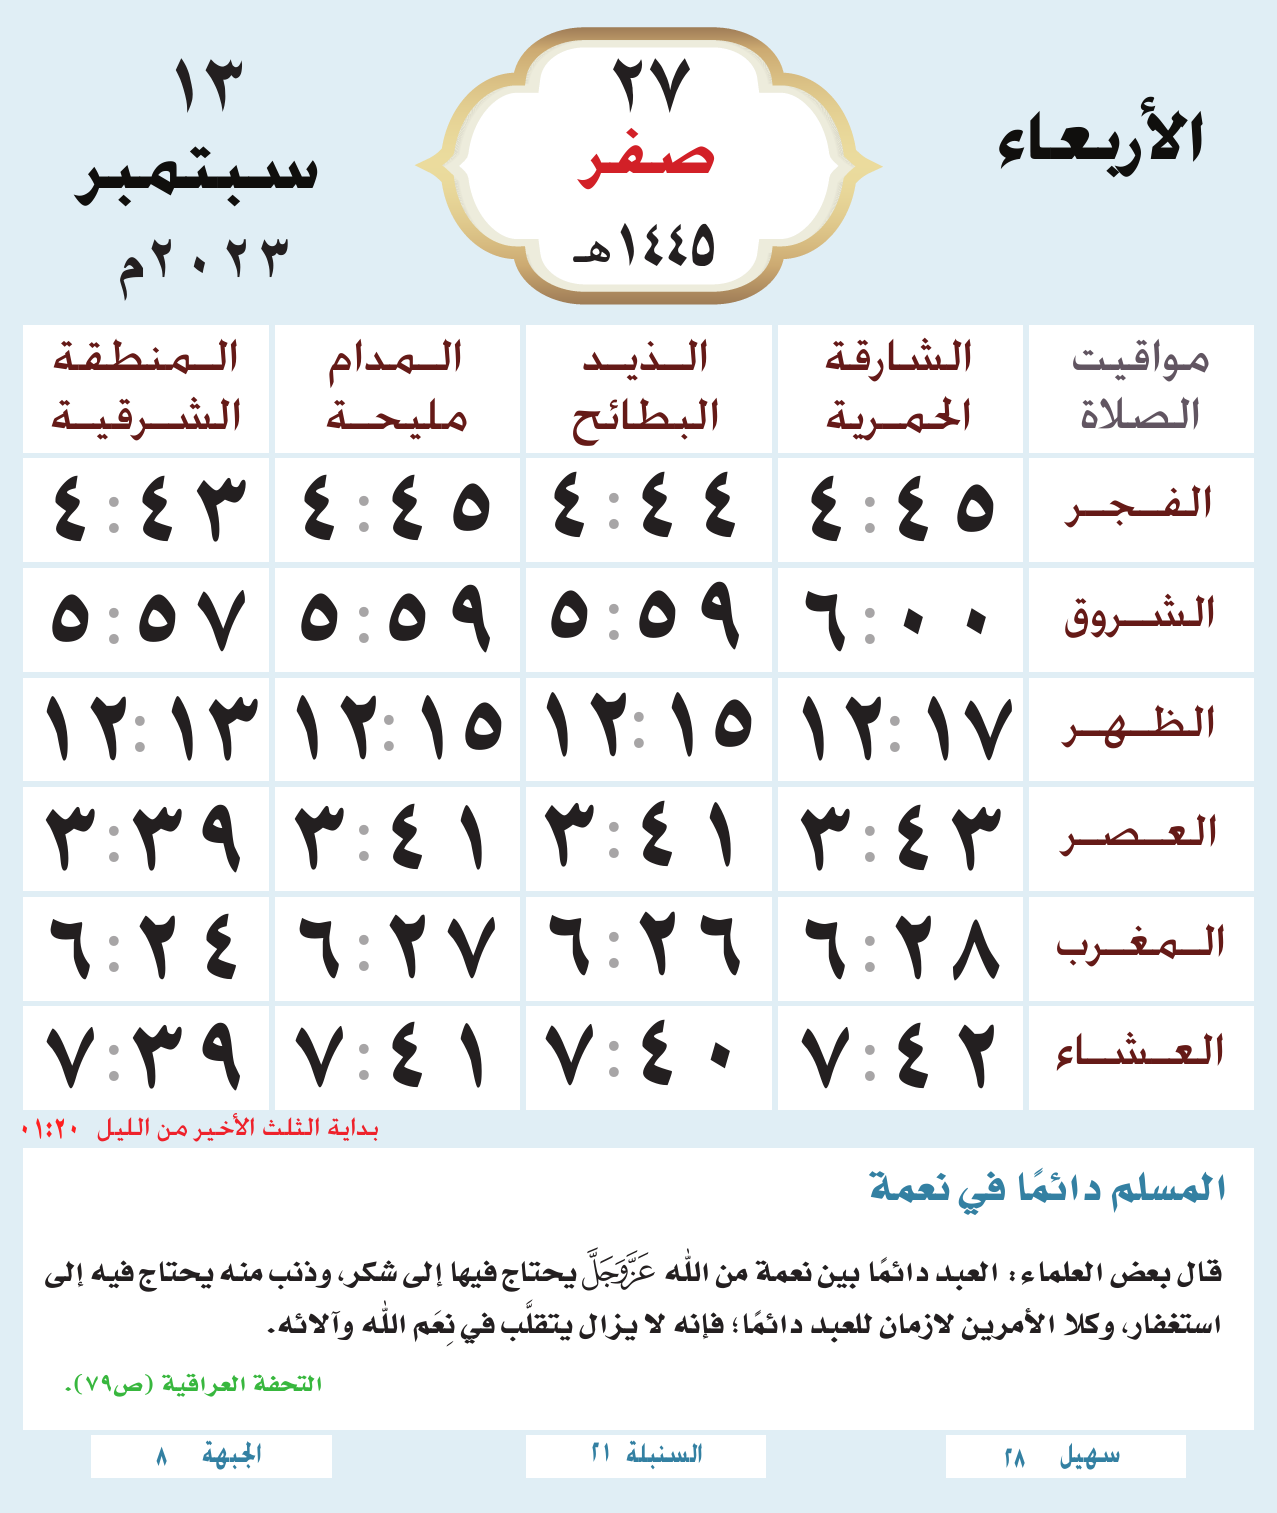 الأربعاء
٢٧
صفر
١٤٤٥هـ
١٣
سبتمبر
٢٠٢٣م
مواقيت الصلاة
الشارقة الحمرية
الذيد البطائح
المدام مليحة
المنطقة الشرقية
الفجر ٤:٤٥ ٤:٤٤ ٤:٤٥ ٤:٤٣
الشروق ٦:٠٠ ٥:٥٩ ٥:٥٩ ٥:٥٧
الظهر ١٢:١٧ ١٢:١٥ ١٢:١٥ ١٢:١٣
العصر ٣:٤٣ ٣:٤١ ٣:٤١ ٣:٣٩
المغرب ٦:٢٨ ٦:٢٦ ٦:٢٧ ٦:٢٤
العشاء ٧:٤٢ ٧:٤٠ ٧:٤١ ٧:٣٩
بداية الثلث الأخير من الليل ٠١:٢٠
المسلم دائمًا في نعمة
قال بعض العلماء: العبد دائمًا بين نعمة من الله عَزَّوَجَلَّ يحتاج فيها إلى شكر، وذنب منه يحتاج فيه إلى
استغفار، وكلا الأمرين لازمان للعبد دائمًا؛ فإنه لا يزال يتقلَّب في نِعَم الله وآلائه.
التحفة العراقية (ص٧٩).
سهيل ٢٨
السنبلة ٢١
الجبهة ٨